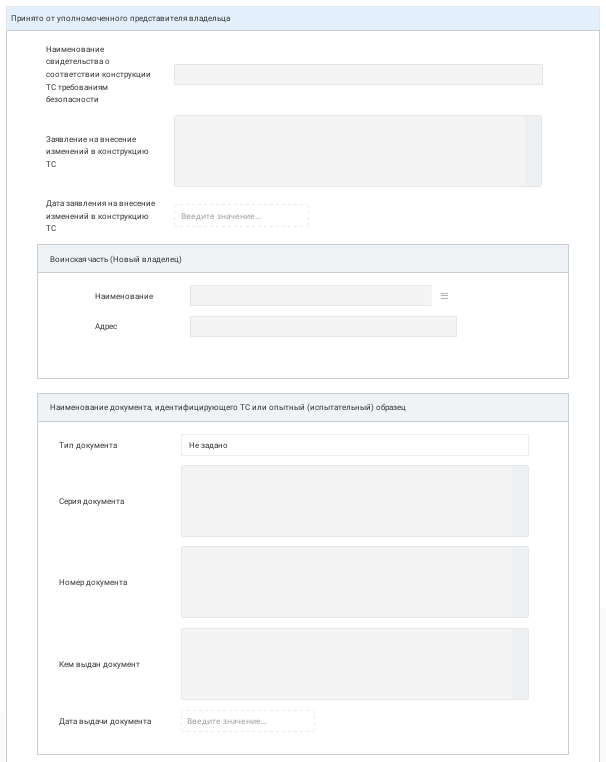 Принято от уполномоченного представителя владельца
Наименование
свидетельства о
соответствии конструкции
ТС требованиям
безопасности
Заявление на внесение
изменений в конструкцию
ТС
Дата заявления на внесение
изменений в конструкцию
ТС
Введите значение...
Воинская часть (Новый владелец)
Наименование
Адрес
Наименование документа, идентифицирующего ТС или опытный (испытательный) образец
Тип документа
Не задано
Серия документа
Номер документа
Кем выдан документ
Дата выдачи документа
Введите значение...